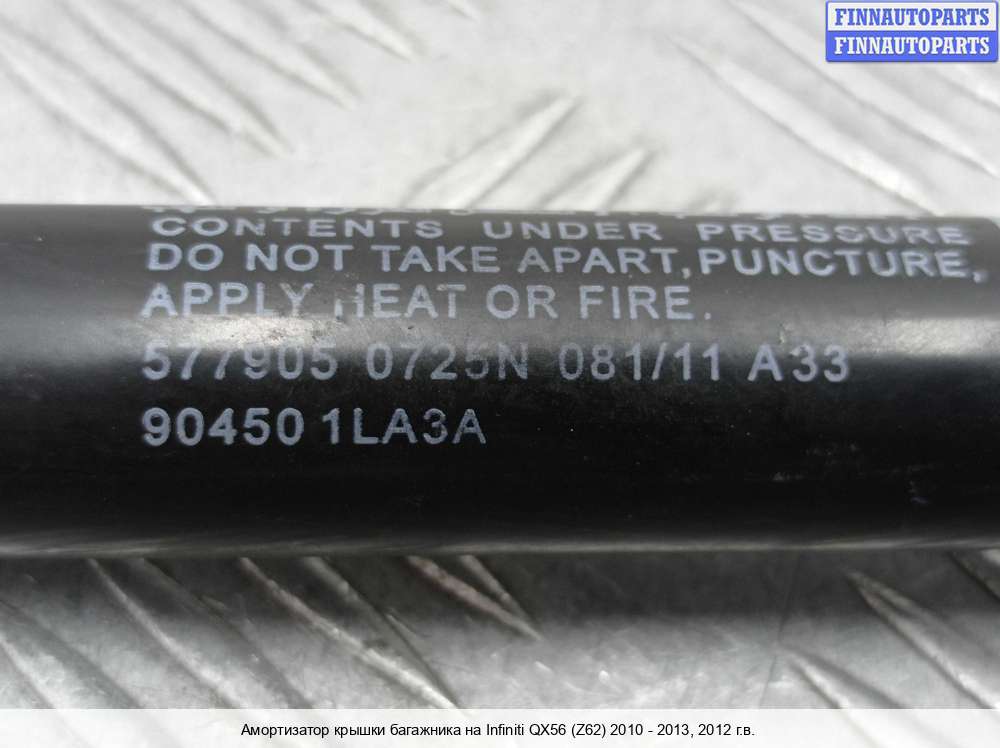 FINNAUTOPARTS
FINNAUTOPARTS
CONTENTS UNDER PRESSURE
DO NOT TAKE APART, PUNCTURE,
APPLY HEAT OR FIRE.
577905 0725N 081/11 A33
90450 1LA3A
Амортизатор крышки багажника на Infiniti QX56 (Z62) 2010 - 2013, 2012 г.в.